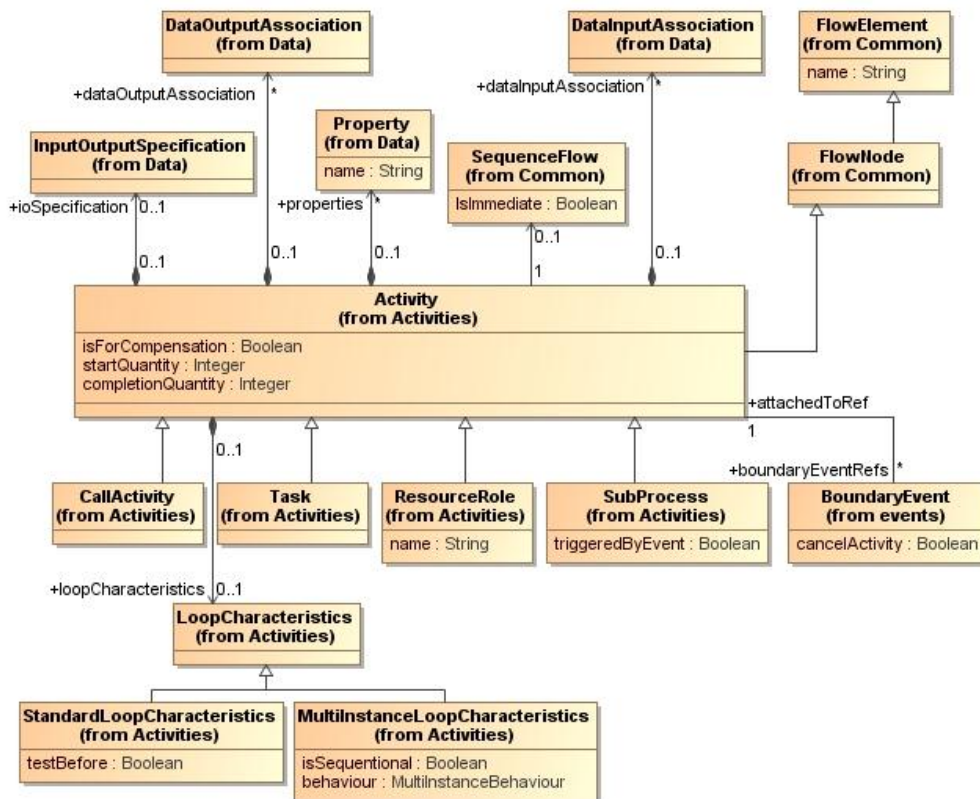 DataOutputAssociation
(from Data)
DataInputAssociation
(from Data)
FlowElement
(from Common)
name : String
+dataOutputAssociation
*
+dataInputAssociation
*
Property
(from Data)
name : String
InputOutputSpecification
(from Data)
SequenceFlow
(from Common)
IsImmediate : Boolean
FlowNode
(from Common)
+ioSpecification
0..1
+properties
*
0..1
0..1
0..1
0..1
1
0..1
Activity
(from Activities)
isForCompensation : Boolean
startQuantity : Integer
completionQuantity : Integer
+attachedToRef
1
0..1
+boundaryEventRefs
*
CallActivity
(from Activities)
Task
(from Activities)
ResourceRole
(from Activities)
name : String
SubProcess
(from Activities)
triggeredByEvent : Boolean
BoundaryEvent
(from events)
cancelActivity : Boolean
+loopCharacteristics
0..1
LoopCharacteristics
(from Activities)
StandardLoopCharacteristics
(from Activities)
testBefore : Boolean
MultiInstanceLoopCharacteristics
(from Activities)
isSequentional : Boolean
behaviour : MultiInstanceBehaviour